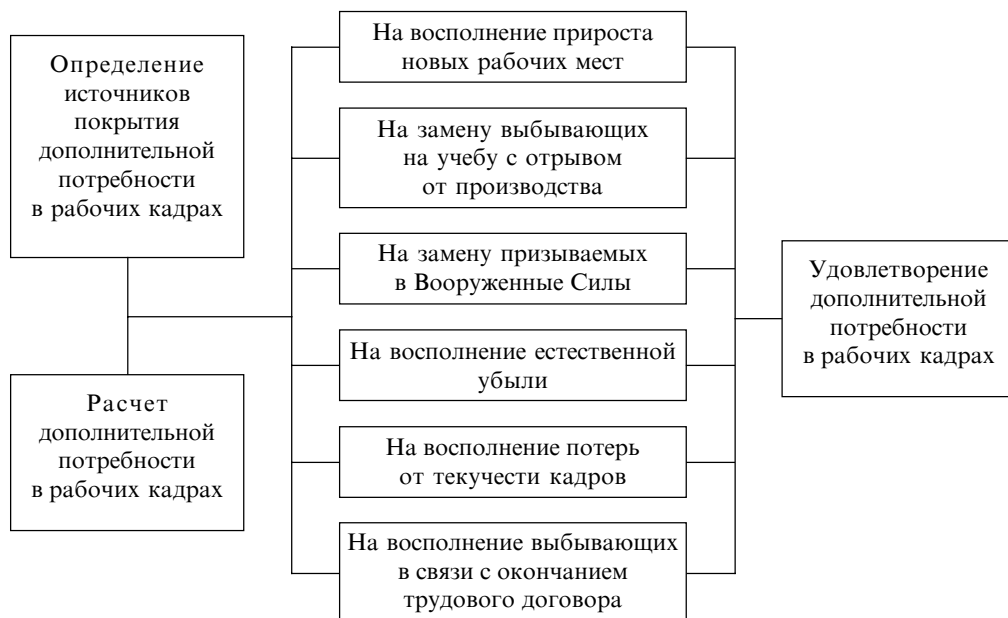 Определение
источников
покрытия
дополнительной
потребности
в рабочих кадрах
Расчет
дополнительной
потребности
в рабочих кадрах
На восполнение прироста
новых рабочих мест
На замену выбывающих
на учебу с отрывом
от производства
На замену призываемых
в Вооруженные Силы
На восполнение естественной
убыли
На восполнение потерь
от текучести кадров
На восполнение выбывающих
в связи с окончанием
трудового договора
Удовлетворение
дополнительной
потребности
в рабочих кадрах